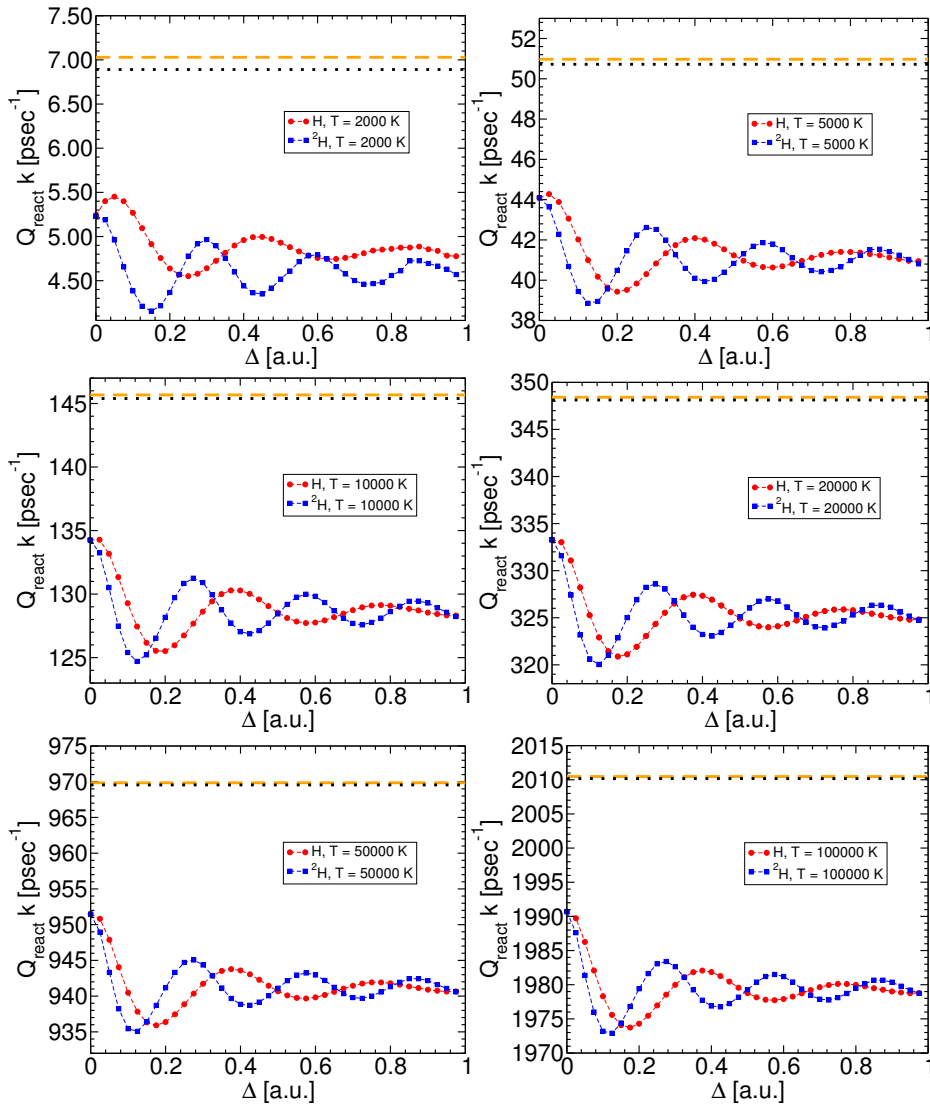 7.50
7.00
6.50
6.00
5.50
5.00
4.50
Q_react k [psec^-1]
H, T = 2000 K
^2H, T = 2000 K
0 0.2 0.4 0.6 0.8 1
Δ [a.u.]
52
50
48
46
44
42
40
38
Q_react k [psec^-1]
H, T = 5000 K
^2H, T = 5000 K
0 0.2 0.4 0.6 0.8 1
Δ [a.u.]
145
140
135
130
125
Q_react k [psec^-1]
H, T = 10000 K
^2H, T = 10000 K
0 0.2 0.4 0.6 0.8 1
Δ [a.u.]
350
345
340
335
330
325
320
Q_react k [psec^-1]
H, T = 20000 K
^2H, T = 20000 K
0 0.2 0.4 0.6 0.8 1
Δ [a.u.]
975
970
965
960
955
950
945
940
935
Q_react k [psec^-1]
H, T = 50000 K
^2H, T = 50000 K
0 0.2 0.4 0.6 0.8 1
Δ [a.u.]
2015
2010
2005
2000
1995
1990
1985
1980
1975
1970
Q_react k [psec^-1]
H, T = 100000 K
^2H, T = 100000 K
0 0.2 0.4 0.6 0.8 1
Δ [a.u.]